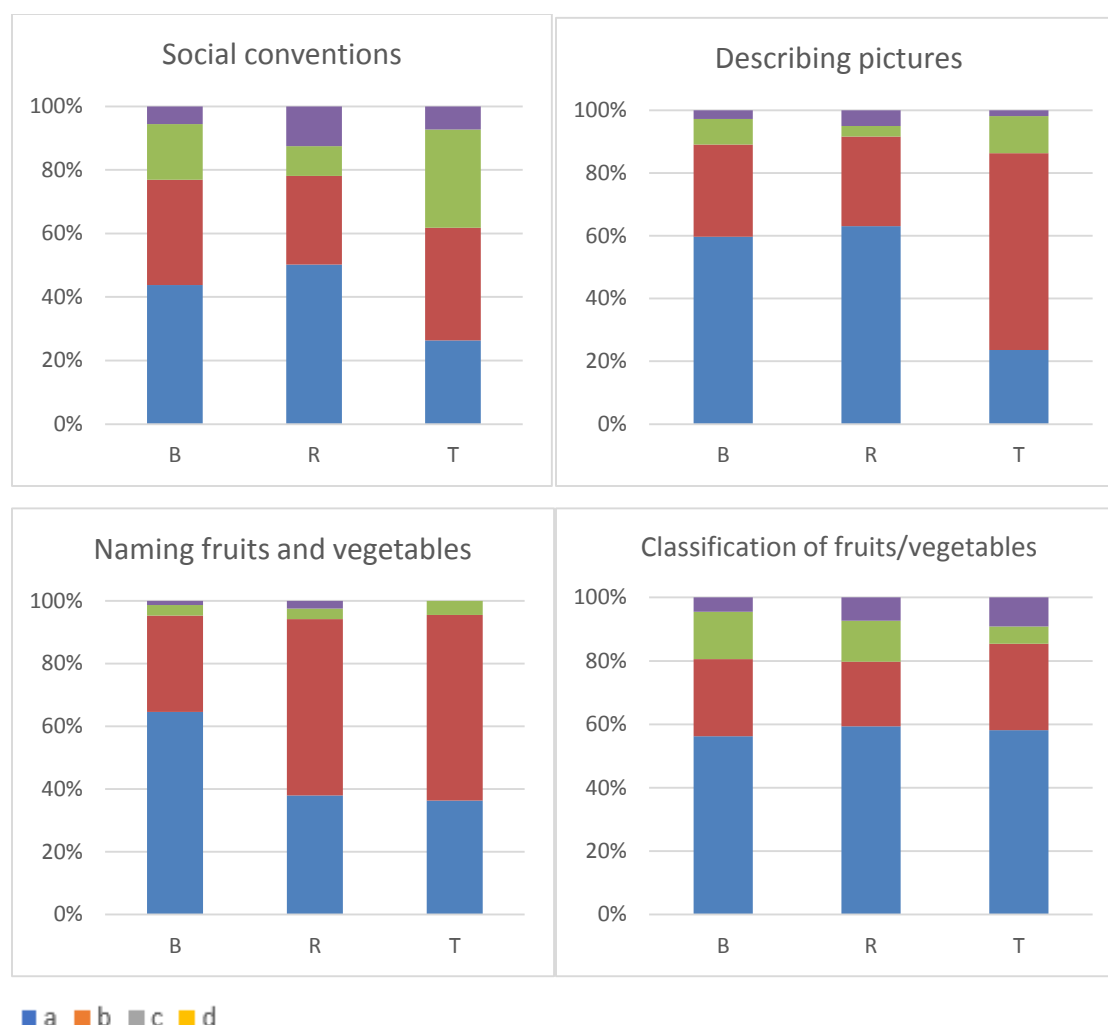 Social conventions
100%
80%
60%
40%
20%
0%
B R T
Describing pictures
100%
80%
60%
40%
20%
0%
B R T
Naming fruits and vegetables
100%
80%
60%
40%
20%
0%
B R T
Classification of fruits/vegetables
100%
80%
60%
40%
20%
0%
B R T
a b c d